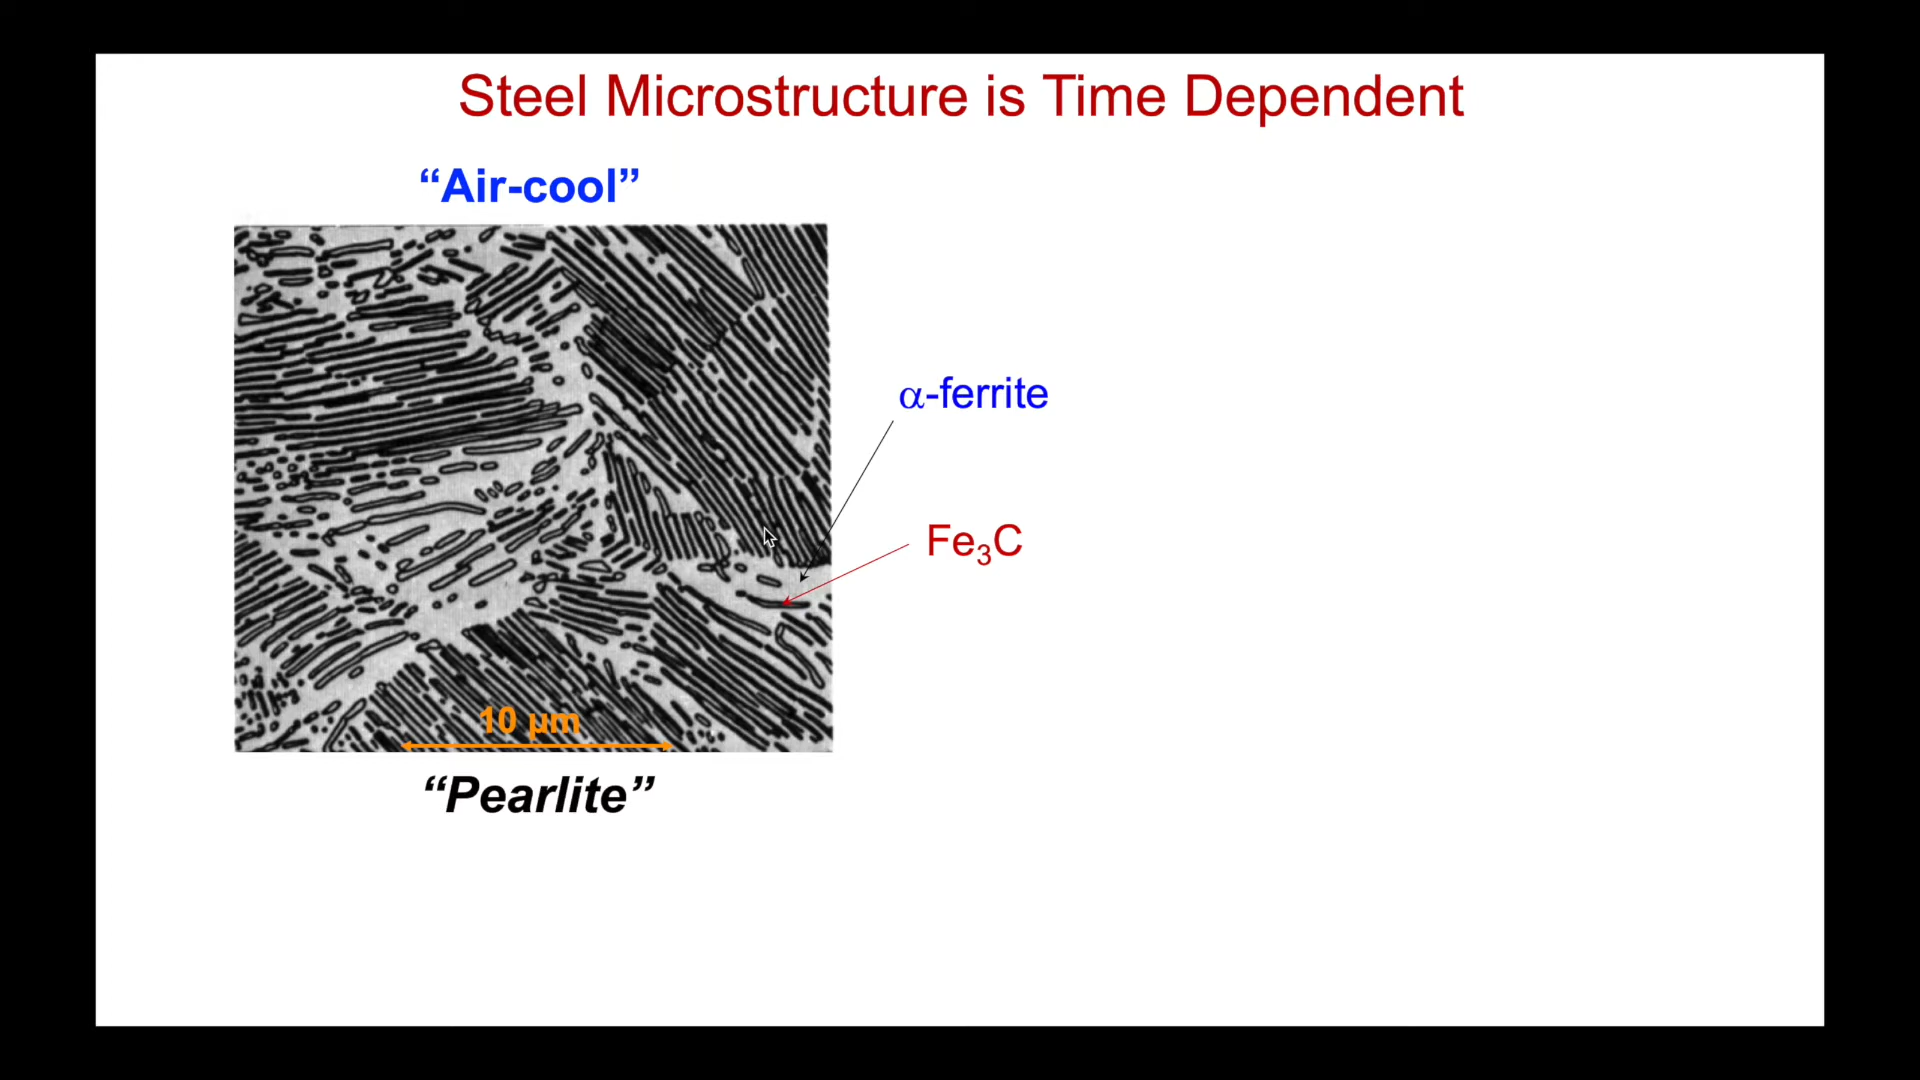 Steel Microstructure is Time Dependent
“Air-cool”
α-ferrite
Fe₃C
10 µm
“Pearlite”